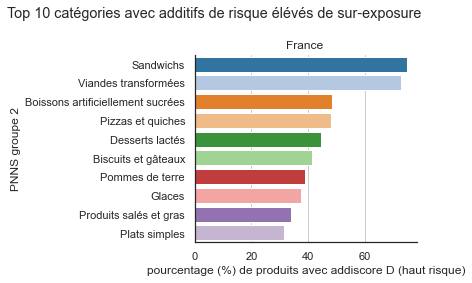 Top 10 catégories avec additifs de risque élévés de sur-exposure
France
PNNS groupe 2
Sandwichs
Viandes transformées
Boissons artificiellement sucrées
Pizzas et quiches
Desserts lactés
Biscuits et gâteaux
Pommes de terre
Glaces
Produits salés et gras
Plats simples
0 20 40 60
pourcentage (%) de produits avec addiscore D (haut risque)